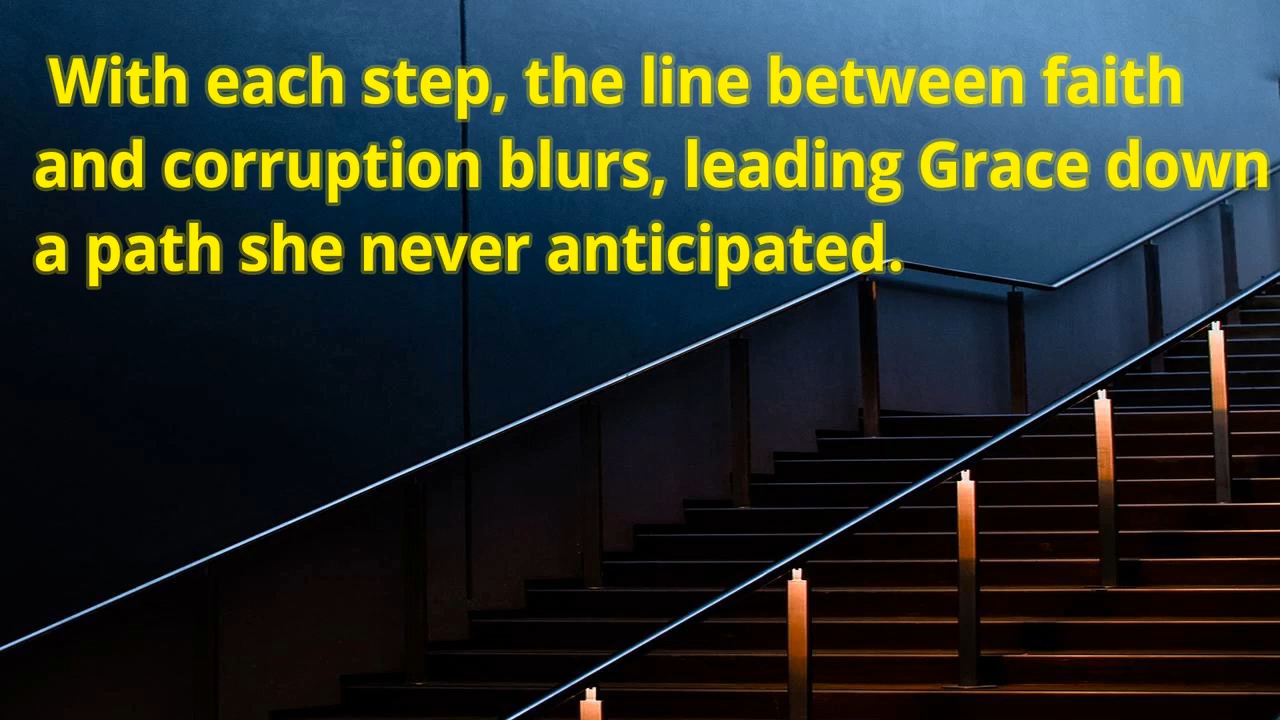 With each step, the line between faith
and corruption blurs, leading Grace down
a path she never anticipated.